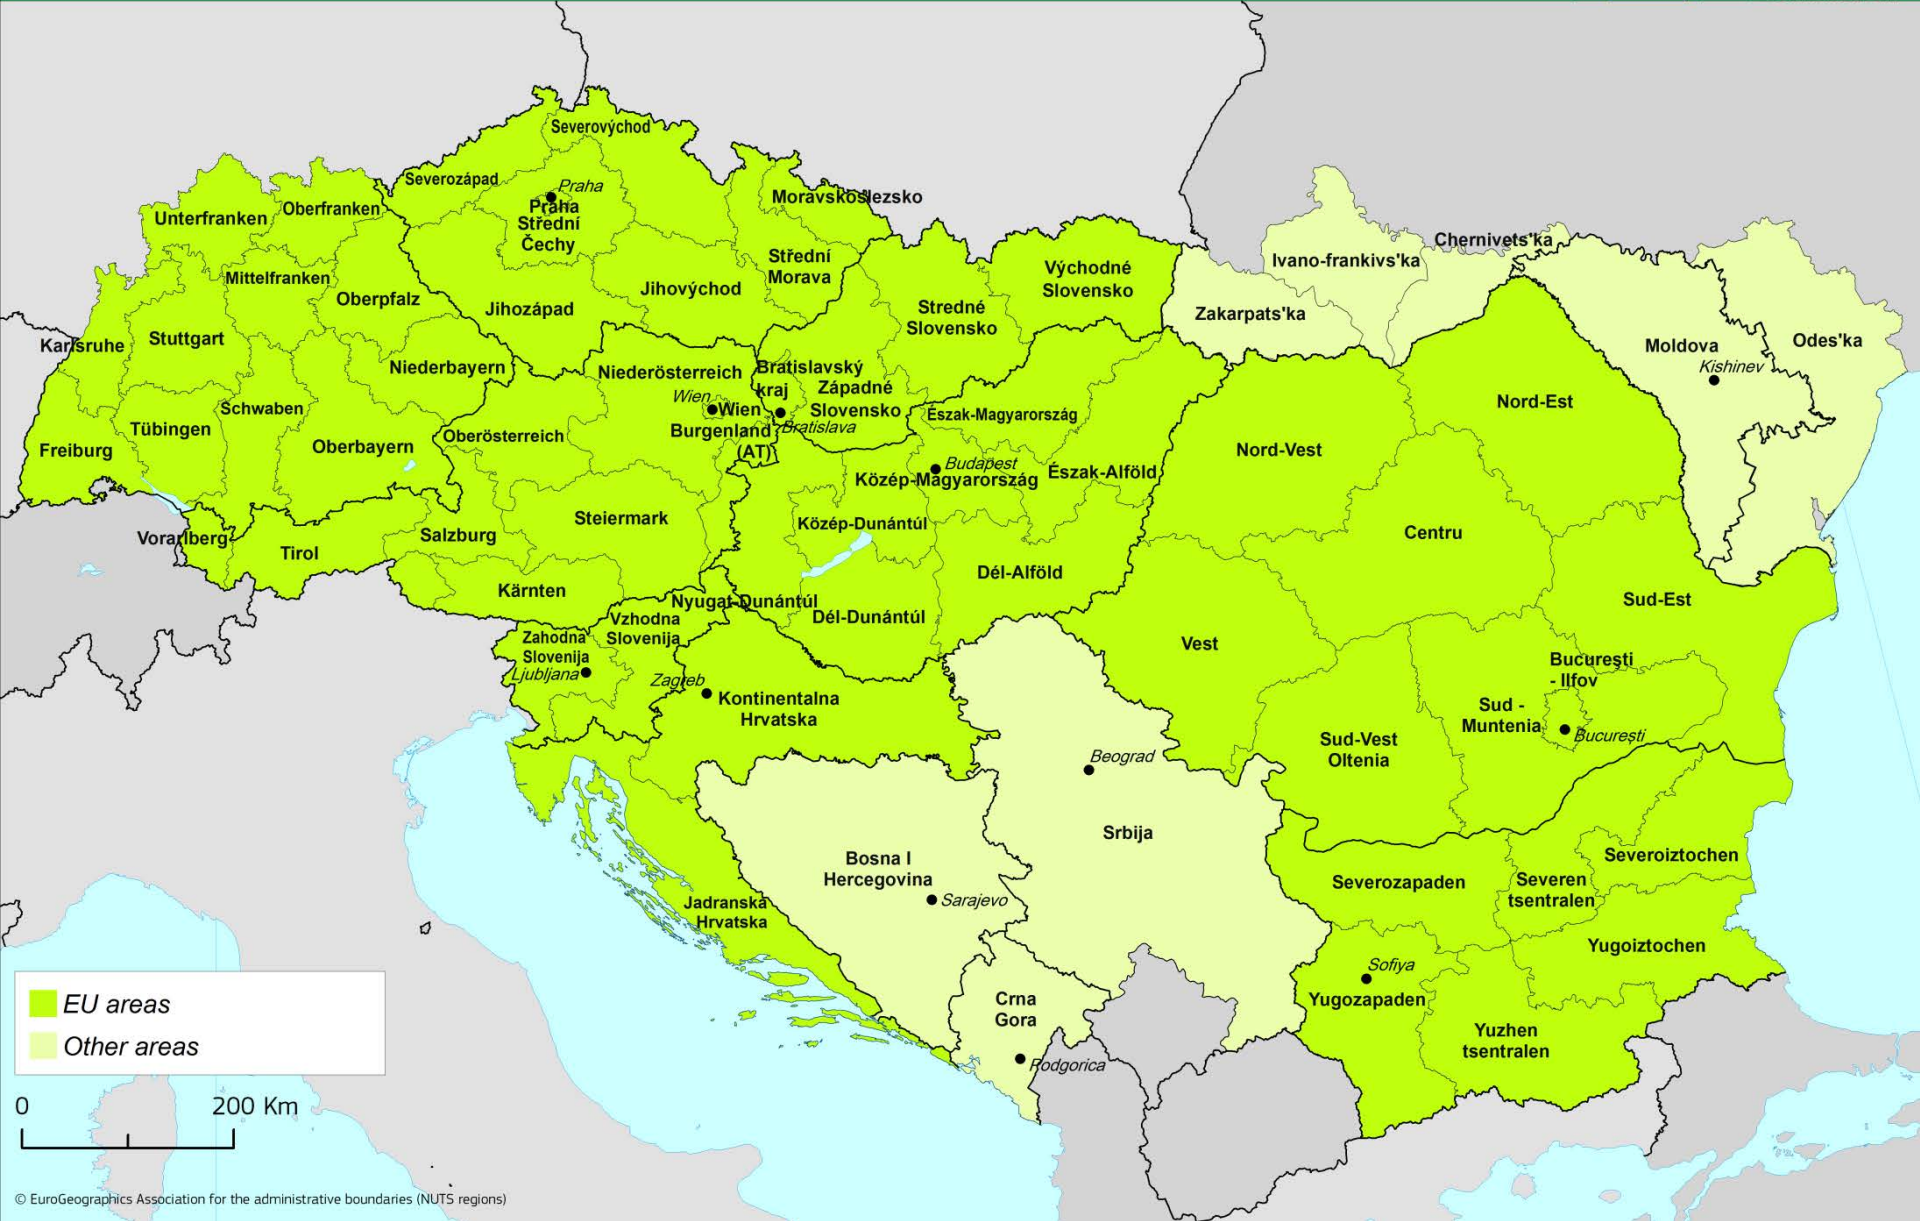 Severovýchod
Severozápad
Praha
Praha
Střední
Čechy
Moravskoslezsko
Unterfranken
Oberfranken
Střední
Morava
Jihovýchod
Jihozápad
Mittelfranken
Oberpfalz
Stuttgart
Karlsruhe
Niederbayern
Schwaben
Tübingen
Freiburg
Oberbayern
Východné
Slovensko
Stredné
Slovensko
Zakarpats'ka
Ivano-frankivs'ka
Chernivets'ka
Moldova
Kishinev
Odes'ka
Niederösterreich
Wien
Wien
Burgenland
(AT)
Bratislavský
kraj
Bratislava
Západné
Slovensko
Oberösterreich
Észak-Magyarország
Budapest
Közép-Magyarország
Észak-Alföld
Nord-Vest
Nord-Est
Vorarlberg
Tirol
Salzburg
Steiermark
Kärnten
Közép-Dunántúl
Dél-Alföld
Nyugat-Dunántúl
Dél-Dunántúl
Centru
Sud-Est
Vest
Vzhodna
Slovenija
Zahodna
Slovenija
Ljubljana
Zagreb
Kontinentalna
Hrvatska
Bucureşti
- Ilfov
Sud -
Muntenia
Bucureşti
Sud-Vest
Oltenia
Beograd
Srbija
Bosna I
Hercegovina
Sarajevo
Jadranska
Hrvatska
Severozapaden
Severen
tsentralen
Severoiztochen
Yugoiztochen
Sofiya
Yugozapaden
Yuzhen
tsentralen
Crna
Gora
Podgorica
EU areas
Other areas
0 200 Km
© EuroGeographics Association for the administrative boundaries (NUTS regions)